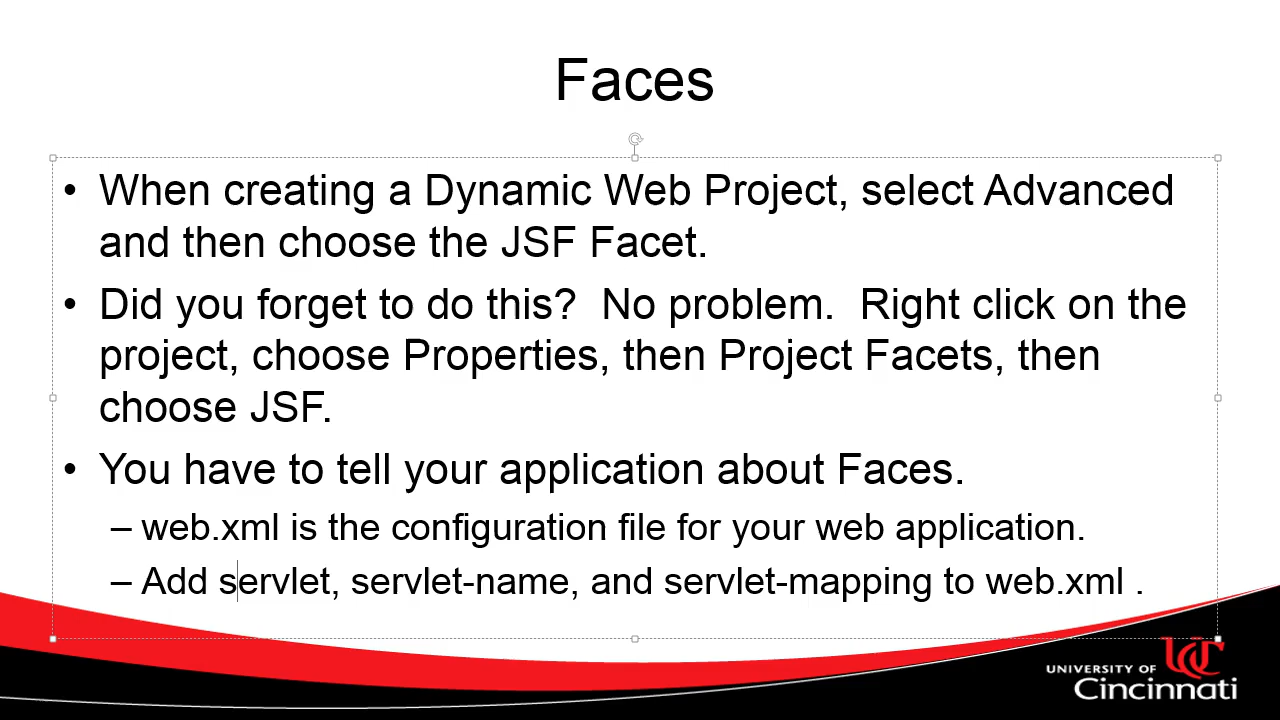 Faces
• When creating a Dynamic Web Project, select Advanced
and then choose the JSF Facet.
• Did you forget to do this?  No problem.  Right click on the
project, choose Properties, then Project Facets, then
choose JSF.
• You have to tell your application about Faces.
– web.xml is the configuration file for your web application.
– Add servlet, servlet-name, and servlet-mapping to web.xml .
UNIVERSITY OF UC
Cincinnati